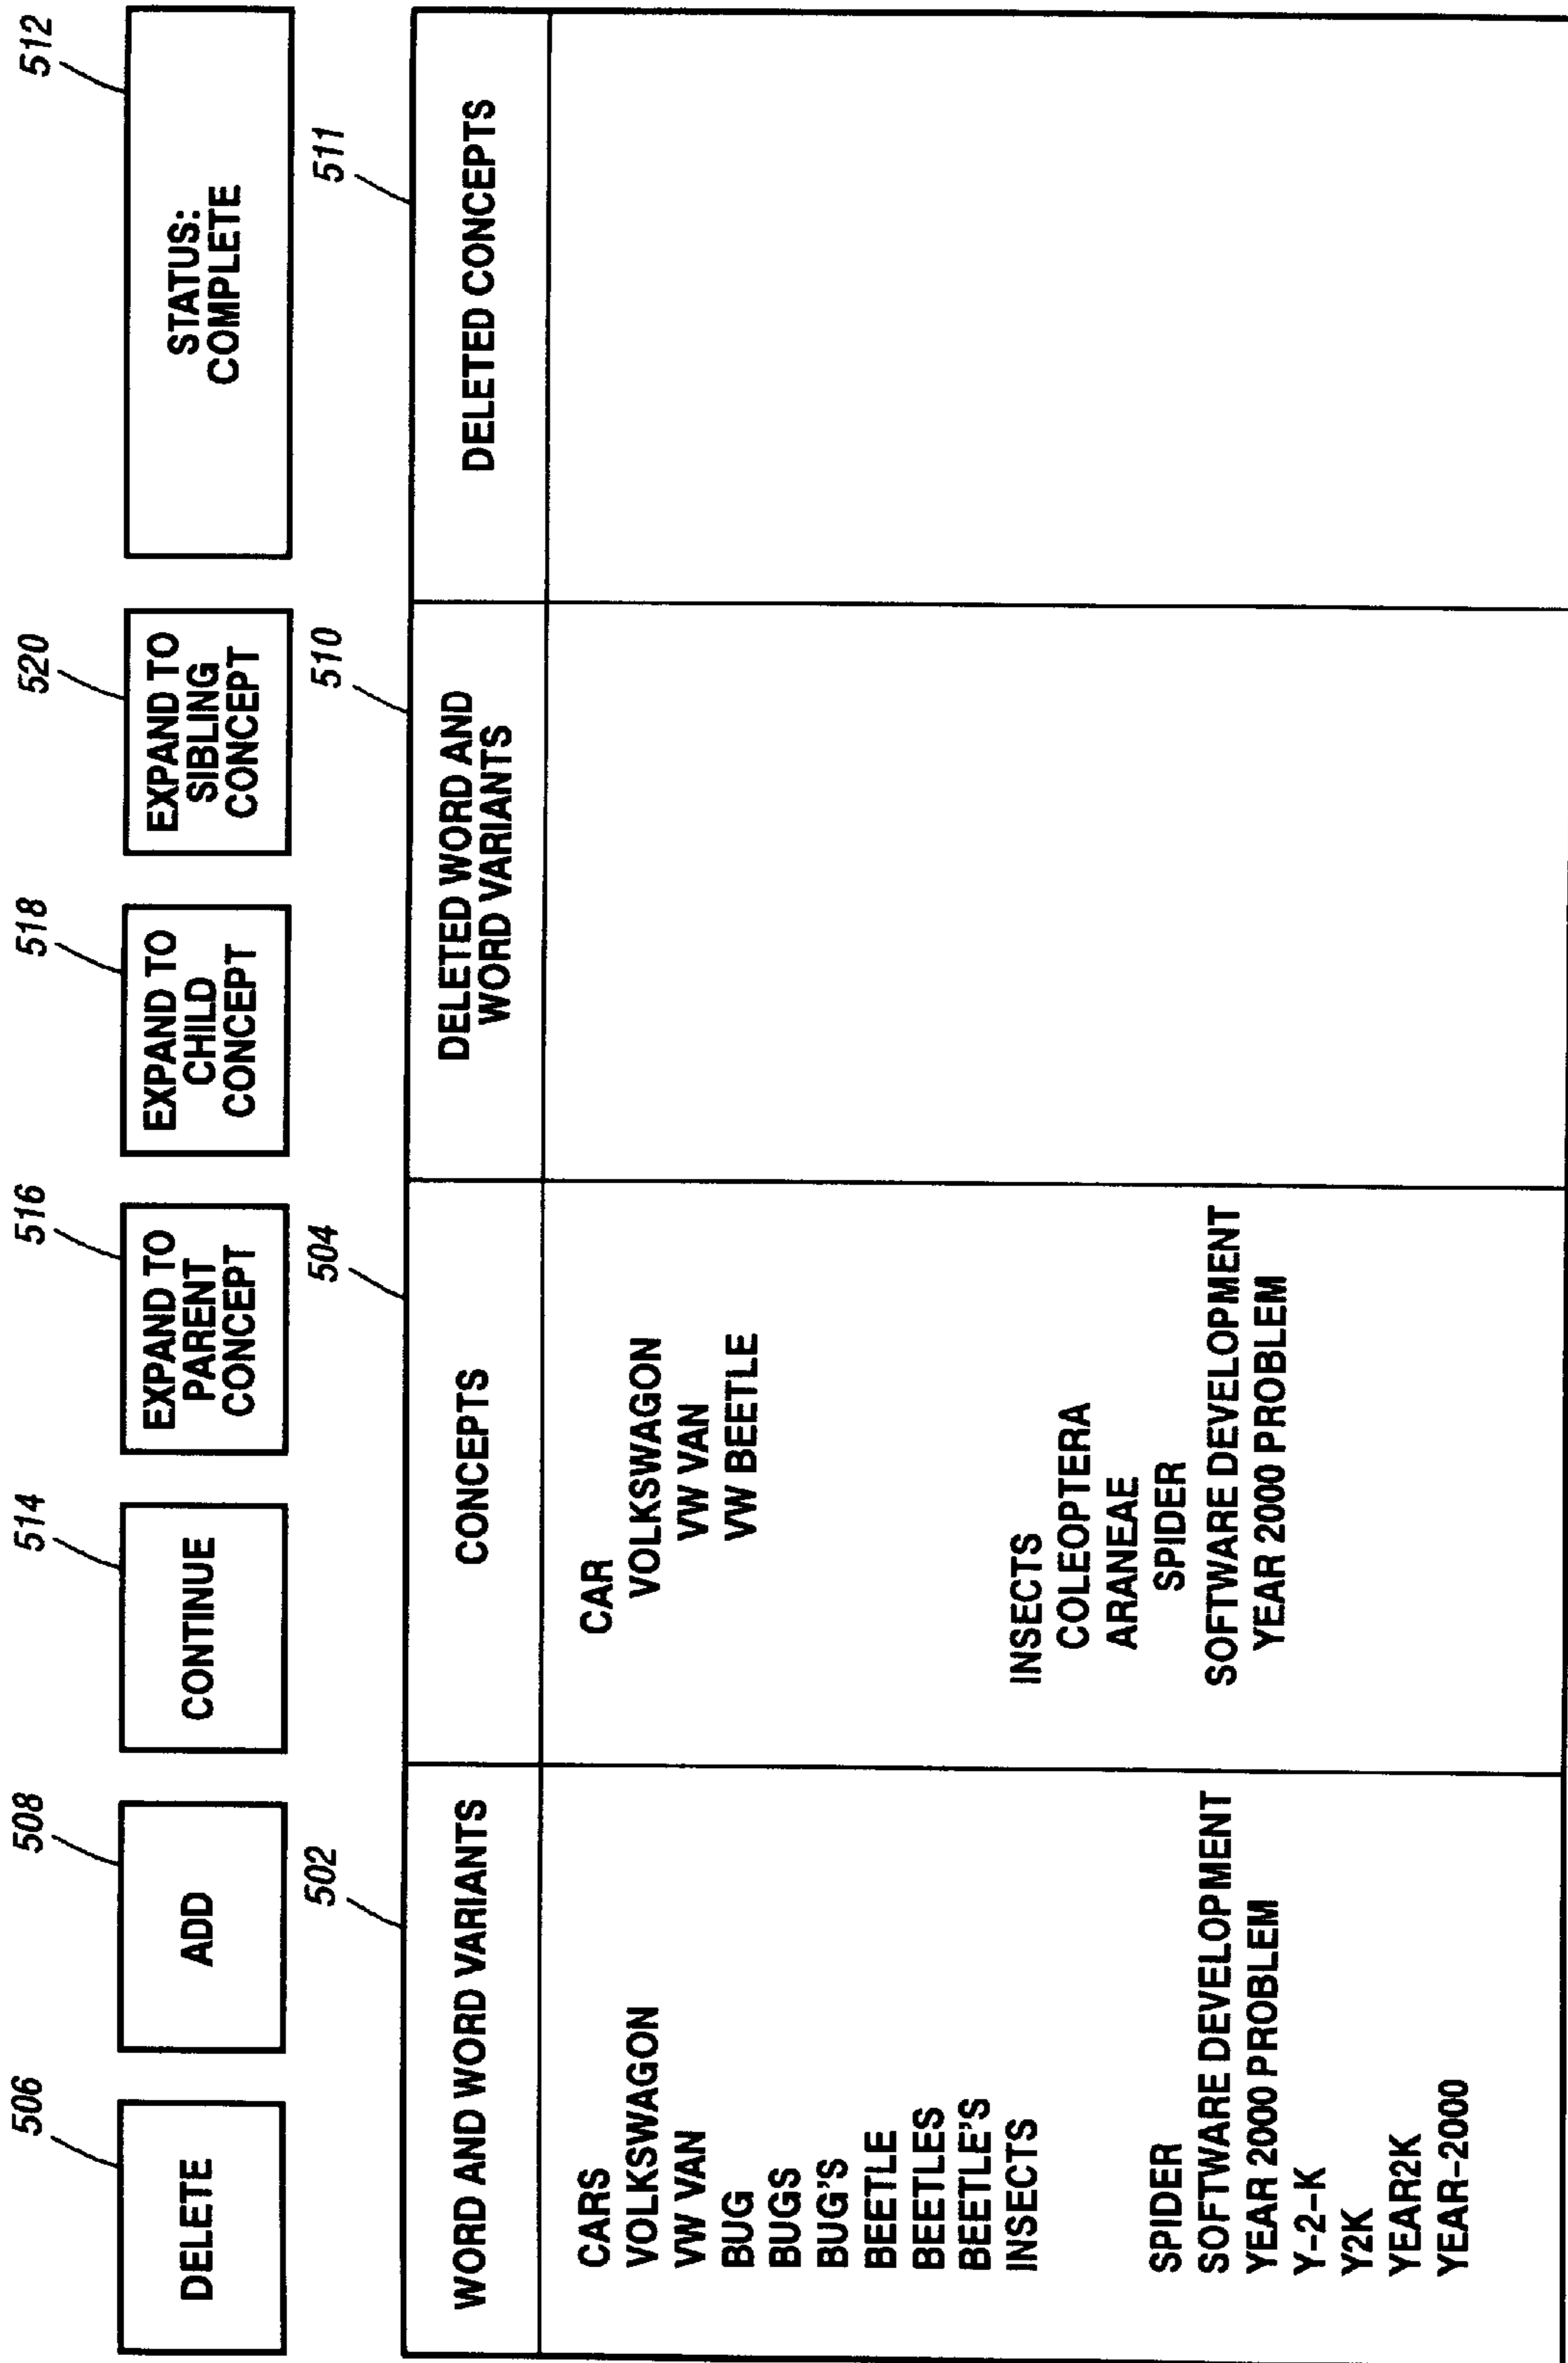 506
508
514
516
518
520
512
DELETE
ADD
CONTINUE
EXPAND TO
PARENT
CONCEPT
EXPAND TO
CHILD
CONCEPT
EXPAND TO
SIBLING
CONCEPT
STATUS:
COMPLETE
502
504
510
511
WORD AND WORD VARIANTS
CONCEPTS
DELETED WORD AND
WORD VARIANTS
DELETED CONCEPTS
CARS
VOLKSWAGON
VW VAN
BUG
BUGS
BUG'S
BEETLE
BEETLES
BEETLE'S
INSECTS
SPIDER
SOFTWARE DEVELOPMENT
YEAR 2000 PROBLEM
Y-2-K
Y2K
YEAR2K
YEAR-2000
CAR
VOLKSWAGON
VW VAN
VW BEETLE
INSECTS
COLEOPTERA
ARANEAE
SPIDER
SOFTWARE DEVELOPMENT
YEAR 2000 PROBLEM